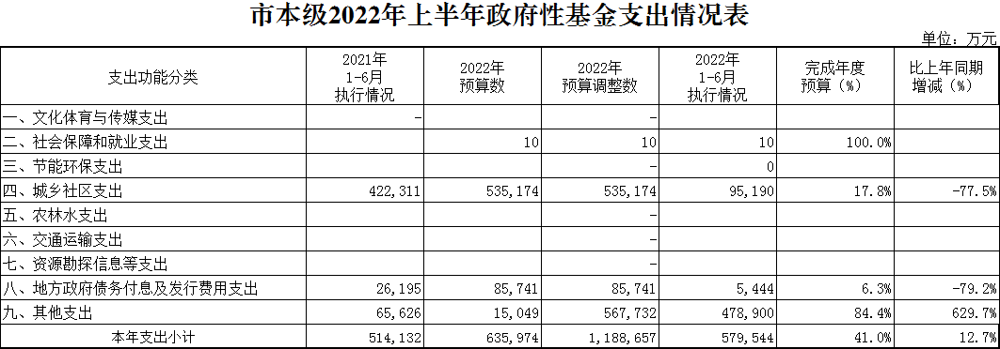 市本级2022年上半年政府性基金支出情况表
单位：万元
支出功能分类 2021年1-6月执行情况 2022年预算数 2022年预算调整数 2022年1-6月执行情况 完成年度预算(%) 比上年同期增减(%)
一、文化体育与传媒支出 - -
二、社会保障和就业支出 10 10 10 100.0%
三、节能环保支出 - 0
四、城乡社区支出 422,311 535,174 535,174 95,190 17.8% -77.5%
五、农林水支出 -
六、交通运输支出 -
七、资源勘探信息等支出 -
八、地方政府债务付息及发行费用支出 26,195 85,741 85,741 5,444 6.3% -79.2%
九、其他支出 65,626 15,049 567,732 478,900 84.4% 629.7%
本年支出小计 514,132 635,974 1,188,657 579,544 41.0% 12.7%